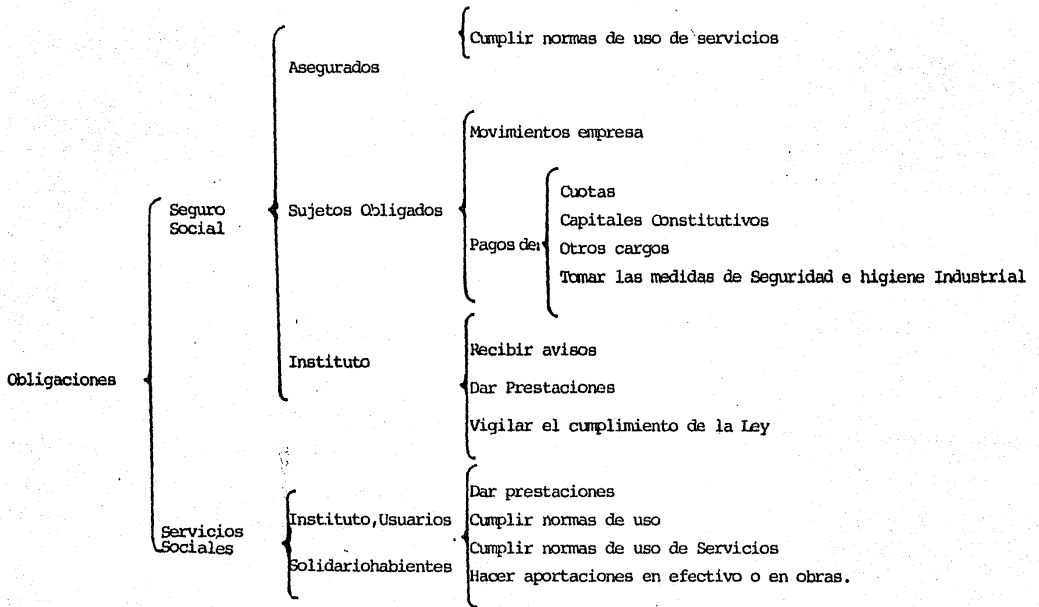 Cumplir normas de uso de servicios
Asegurados
Movimientos empresa
Cuotas
Seguro
Social
Sujetos Obligados
Capitales Constitutivos
Pagos de:
Otros cargos
Tomar las medidas de Seguridad e higiene Industrial
Recibir avisos
Instituto
Obligaciones
Dar Prestaciones
Vigilar el cumplimiento de la Ley
Dar prestaciones
Servicios
Sociales
Instituto,Usuarios
Cumplir normas de uso
Cumplir normas de uso de Servicios
Solidariohabientes
Hacer aportaciones en efectivo o en obras.